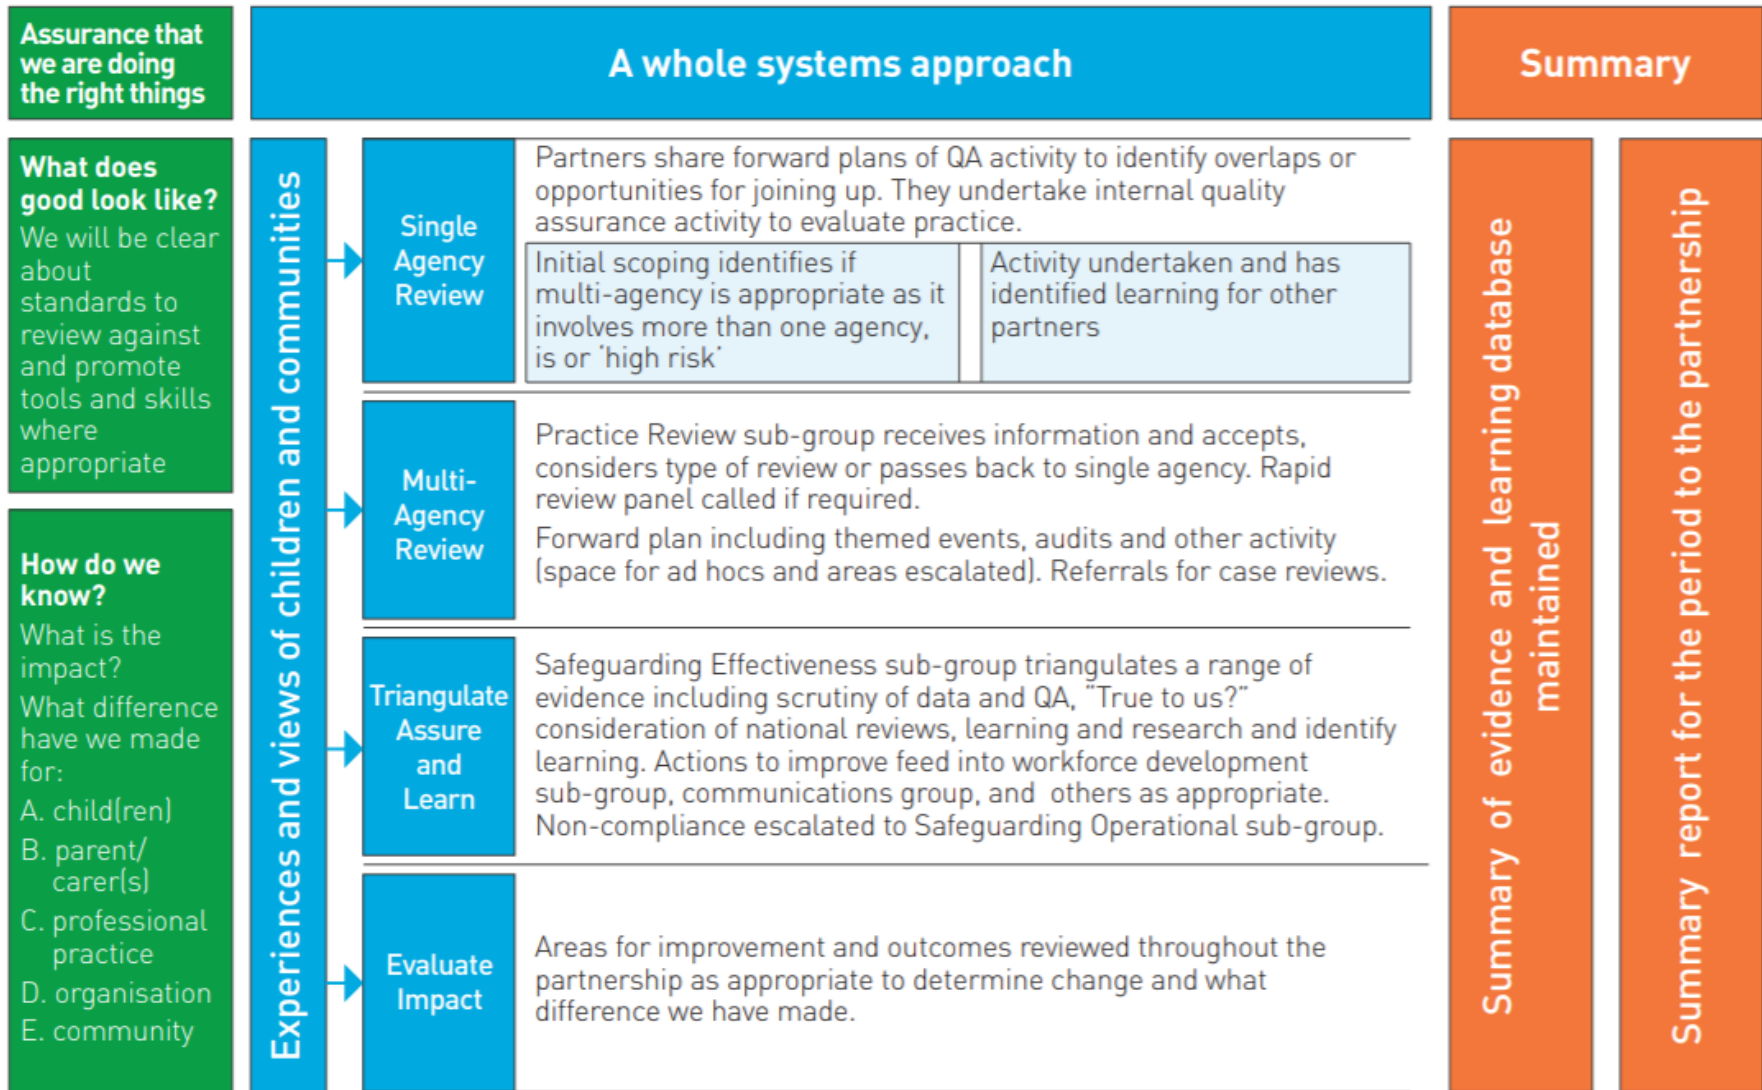 Assurance that
we are doing
the right things
A whole systems approach
Summary
What does
good look like?
We will be clear
about
standards to
review against
and promote
tools and skills
where
appropriate
How do we
know?
What is the
impact?
What difference
have we made
for:
A. child(ren)
B. parent/
carer(s)
C. professional
practice
D. organisation
E. community
Experiences and views of children and communities
Single
Agency
Review
Partners share forward plans of QA activity to identify overlaps or
opportunities for joining up. They undertake internal quality
assurance activity to evaluate practice.
Initial scoping identifies if
multi-agency is appropriate as it
involves more than one agency,
is or ‘high risk’
Activity undertaken and has
identified learning for other
partners
Multi-
Agency
Review
Practice Review sub-group receives information and accepts,
considers type of review or passes back to single agency. Rapid
review panel called if required.
Forward plan including themed events, audits and other activity
(space for ad hocs and areas escalated). Referrals for case reviews.
Triangulate
Assure
and
Learn
Safeguarding Effectiveness sub-group triangulates a range of
evidence including scrutiny of data and QA, “True to us?”
consideration of national reviews, learning and research and identify
learning. Actions to improve feed into workforce development
sub-group, communications group, and others as appropriate.
Non-compliance escalated to Safeguarding Operational sub-group.
Evaluate
Impact
Areas for improvement and outcomes reviewed throughout the
partnership as appropriate to determine change and what
difference we have made.
Summary of evidence and learning database
maintained
Summary report for the period to the partnership